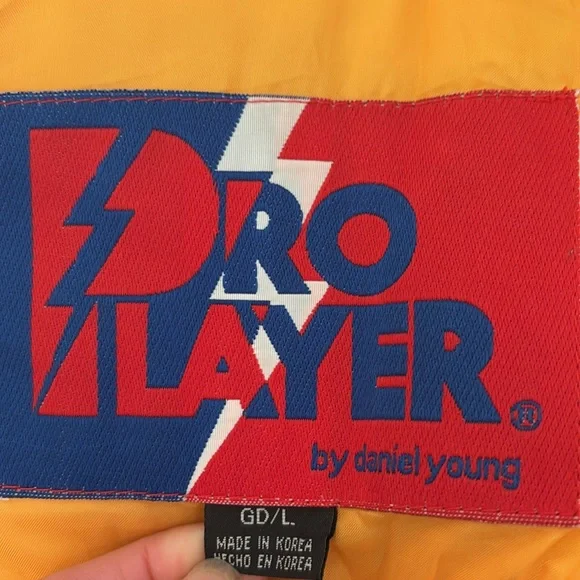 PRO
PLAYER®
by daniel young
GD/L
MADE IN KOREA
HECHO EN KOREA